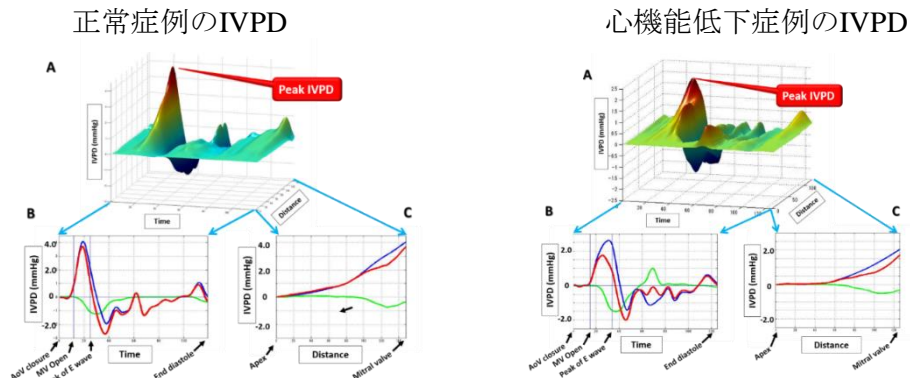 正常症例のIVPD
A
Peak IVPD
IVPD (mmHg)
Time
Distance
B
C
IVPD (mmHg)
4.0
2.0
0
-2.0
Time
AoV closure
MV Open
Peak of E wave
End diastole
IVPD (mmHg)
4.0
2.0
0
-2.0
Distance
Apex
Mitral valve
心機能低下症例のIVPD
A
Peak IVPD
IVPD (mmHg)
Time
Distance
B
C
IVPD (mmHg)
2.0
0
-2.0
Time
AoV closure
MV Open
Peak of E wave
End diastole
IVPD (mmHg)
2.0
0
-2.0
Distance
Apex
Mitral valve